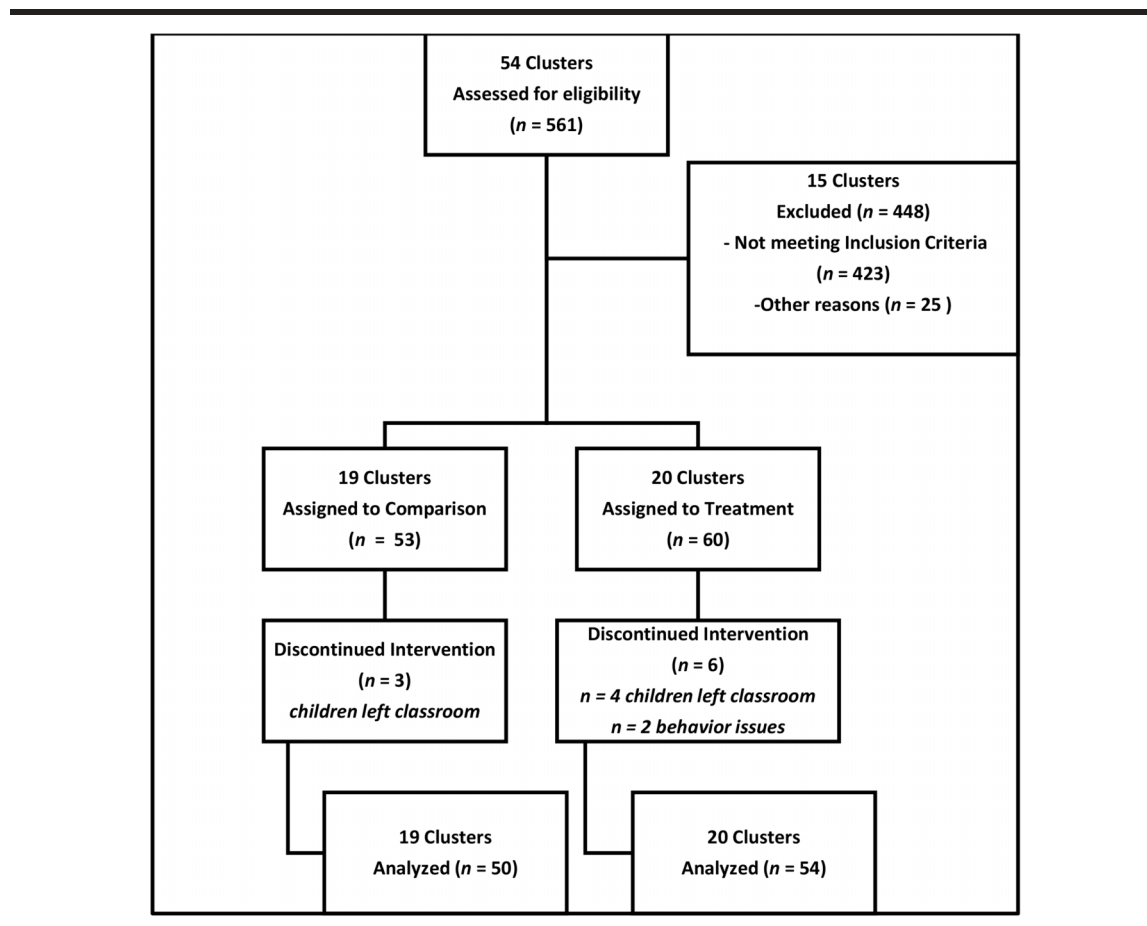 54 Clusters
Assessed for eligibility
(n = 561)
15 Clusters
Excluded (n = 448)
- Not meeting Inclusion Criteria
(n = 423)
-Other reasons (n = 25 )
19 Clusters
Assigned to Comparison
(n = 53)
20 Clusters
Assigned to Treatment
(n = 60)
Discontinued Intervention
(n = 3)
children left classroom
Discontinued Intervention
(n = 6)
n = 4 children left classroom
n = 2 behavior issues
19 Clusters
Analyzed (n = 50)
20 Clusters
Analyzed (n = 54)